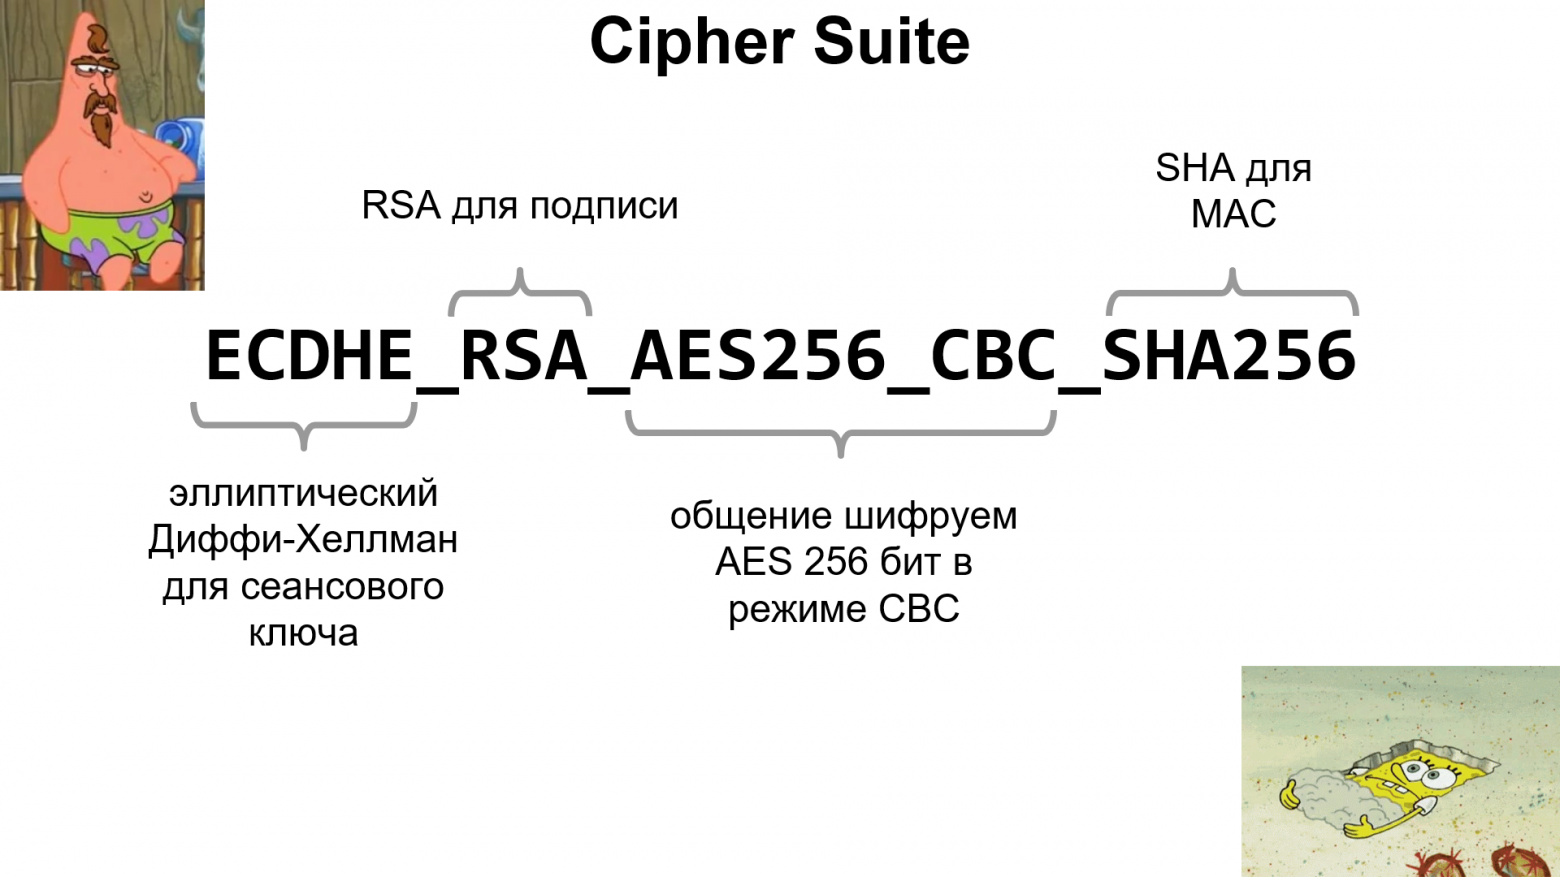 Cipher Suite
RSA для подписи
SHA для
MAC
ECDHE_RSA_AES256_CBC_SHA256
эллиптический
Диффи-Хеллман
для сеансового
ключа
общение шифруем
AES 256 бит в
режиме CBC